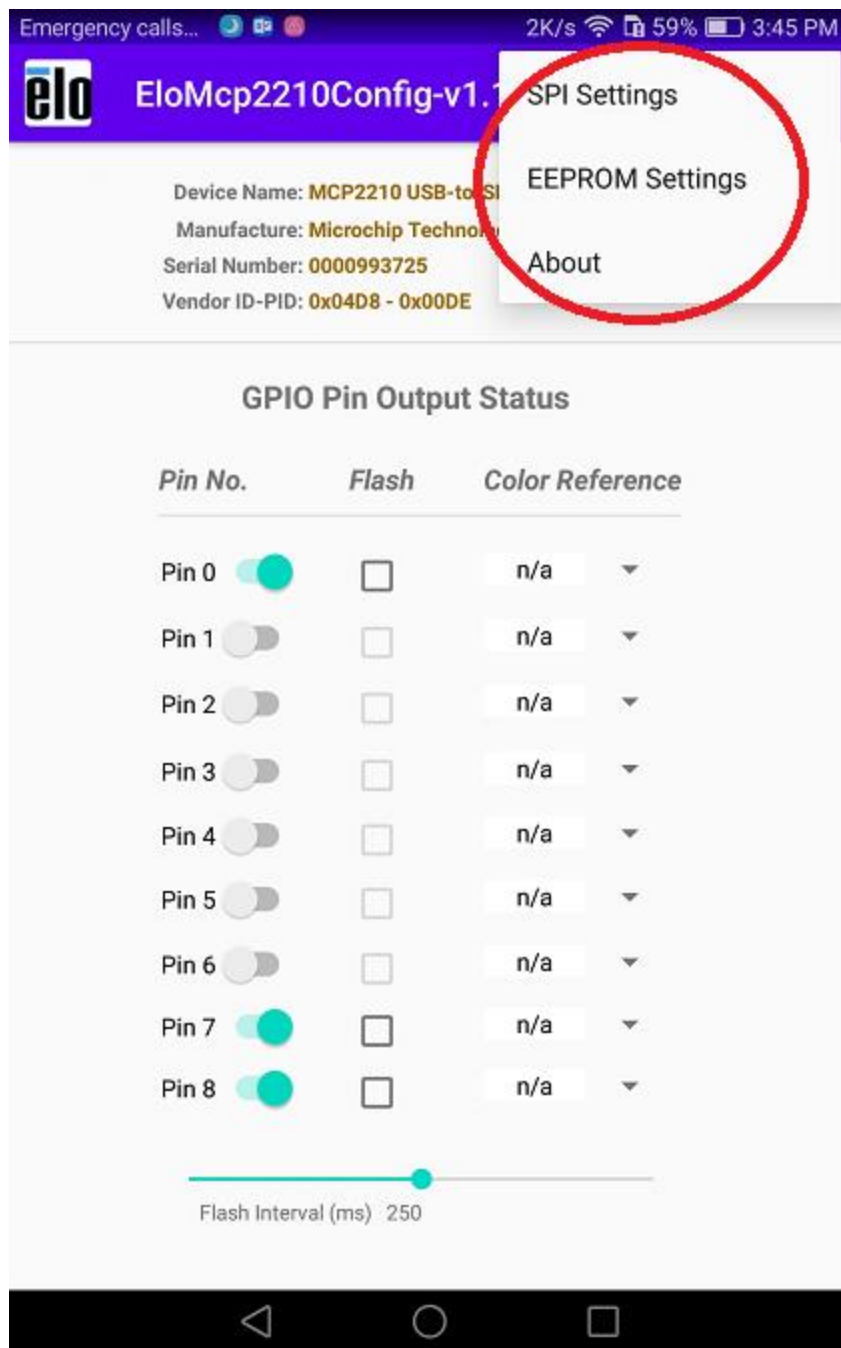 Emergency calls... 2K/s 59% 3:45 PM
elo EloMcp2210Config-v1.1
SPI Settings
EEPROM Settings
About
Device Name: MCP2210 USB-to-
Manufacture: Microchip
Serial Number: 0000993725
Vendor ID-PID: 0x04D8 - 0x00DE
GPIO Pin Output Status
Pin No. Flash Color Reference
Pin 0 n/a
Pin 1 n/a
Pin 2 n/a
Pin 3 n/a
Pin 4 n/a
Pin 5 n/a
Pin 6 n/a
Pin 7 n/a
Pin 8 n/a
Flash Interval (ms) 250